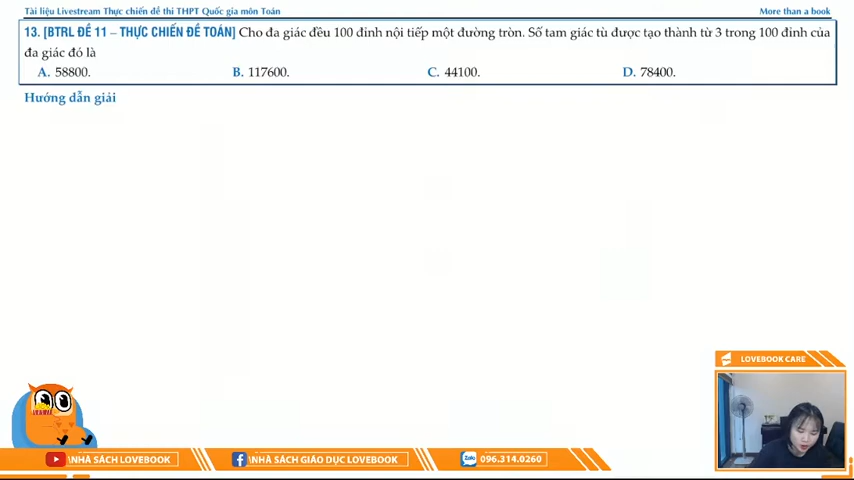 Tài liệu Livestream Thực chiến đề thi THPT Quốc gia môn Toán
More than a book
13. [BTRL ĐỀ 11 – THỰC CHIẾN ĐỀ TOÁN] Cho đa giác đều 100 đỉnh nội tiếp một đường tròn. Số tam giác tù được tạo thành từ 3 trong 100 đỉnh của
đa giác đó là
A. 58800. B. 117600. C. 44100. D. 78400.
Hướng dẫn giải
LOVEBOOK CARE
NHÀ SÁCH LOVEBOOK
NHÀ SÁCH GIÁO DỤC LOVEBOOK
Zalo 096.314.0260